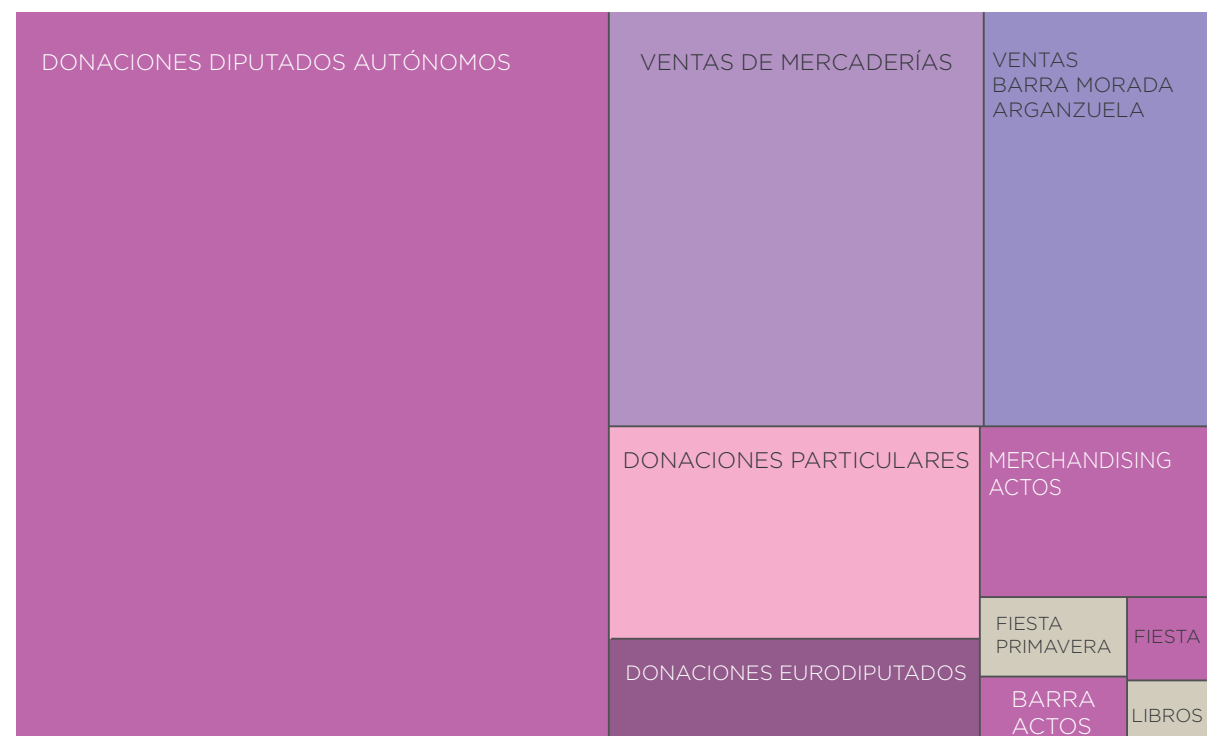 DONACIONES DIPUTADOS AUTÓNOMOS
VENTAS DE MERCADERÍAS
VENTAS
BARRA MORADA
ARGANZUELA
DONACIONES PARTICULARES
MERCHANDISING
ACTOS
DONACIONES EURODIPUTADOS
FIESTA
PRIMAVERA
FIESTA
BARRA
ACTOS
LIBROS